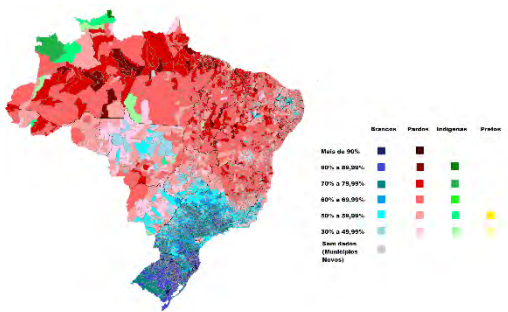 Brancos Pardos Indígenas Pretos
Mais de 90%
80% a 89,99%
70% a 79,99%
60% a 69,99%
50% a 59,99%
30% a 49,99%
Sem dados
(Municípios
Novos)